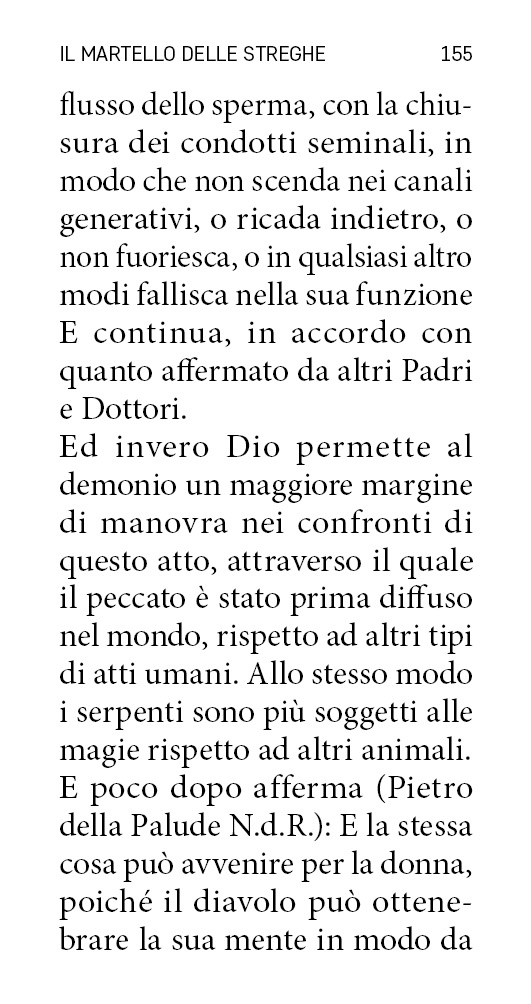 IL MARTELLO DELLE STREGHE 155
flusso dello sperma, con la chiu-
sura dei condotti seminali, in
modo che non scenda nei canali
generativi, o ricada indietro, o
non fuoriesca, o in qualsiasi altro
modi fallisca nella sua funzione
E continua, in accordo con
quanto affermato da altri Padri
e Dottori.
Ed invero Dio permette al
demonio un maggiore margine
di manovra nei confronti di
questo atto, attraverso il quale
il peccato è stato prima diffuso
nel mondo, rispetto ad altri tipi
di atti umani. Allo stesso modo
i serpenti sono più soggetti alle
magie rispetto ad altri animali.
E poco dopo afferma (Pietro
della Palude N.d.R.): E la stessa
cosa può avvenire per la donna,
poiché il diavolo può ottene-
brare la sua mente in modo da